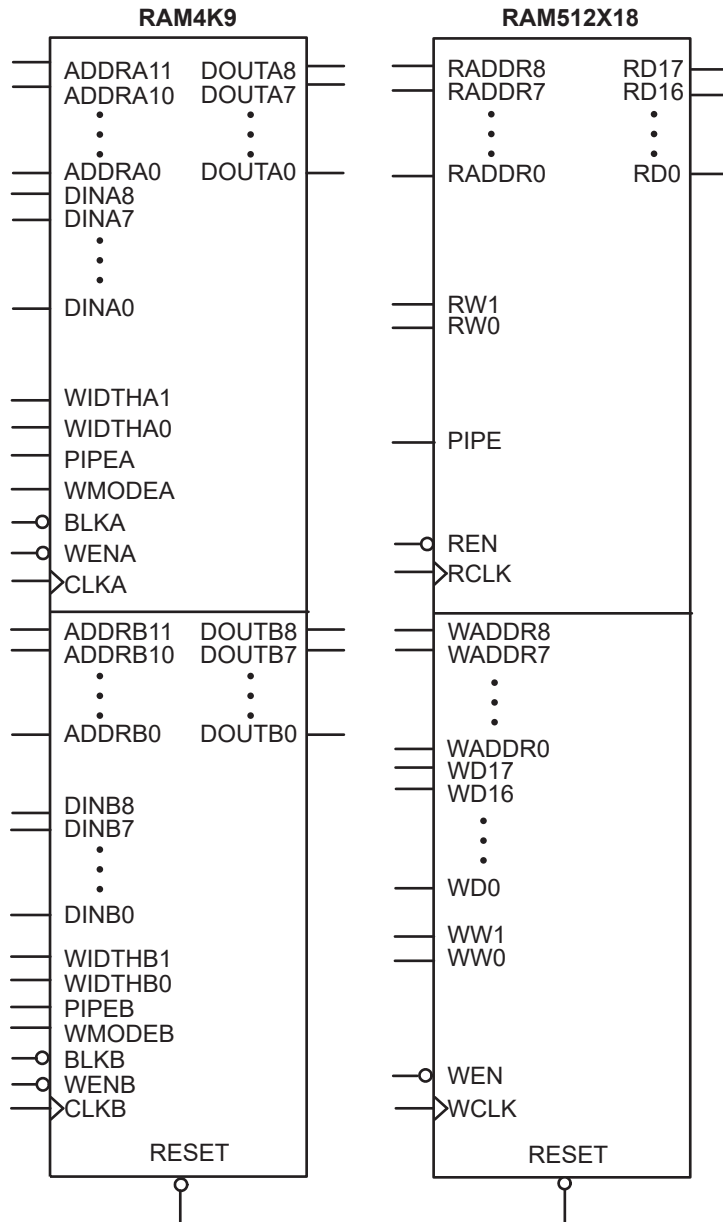 RAM4K9
ADDRA11 DOUTA8
ADDRA10 DOUTA7
ADDRA0 DOUTA0
DINA8
DINA7
DINA0
WIDTHA1
WIDTHA0
PIPEA
WMODEA
BLKA
WENA
CLKA
ADDRB11 DOUTB8
ADDRB10 DOUTB7
ADDRB0 DOUTB0
DINB8
DINB7
DINB0
WIDTHB1
WIDTHB0
PIPEB
WMODEB
BLKB
WENB
CLKB
RESET
RAM512X18
RADDR8 RD17
RADDR7 RD16
RADDR0 RD0
RW1
RW0
PIPE
REN
RCLK
WADDR8
WADDR7
WADDR0
WD17
WD16
WD0
WW1
WW0
WEN
WCLK
RESET